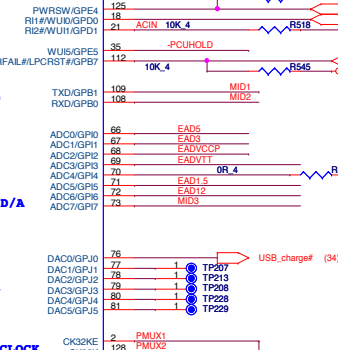 PWRSW/GPE4 125
RI1#/WUI0/GPD0 18
RI2#/WUI1/GPD1 21 ACIN 10K_4 R518
WUI5/GPE5 35 -PCUHOLD
RFAIL#/LPCRST#/GPB7 112
10K_4 R545
TXD/GPB1 109 MID1
RXD/GPB0 108 MID2
ADC0/GPI0 66 EAD5
ADC1/GPI1 67 EAD3
ADC2/GPI2 68 EADVCCP
ADC3/GPI3 69 EADVTT
ADC4/GPI4 70 0R_4 R
ADC5/GPI5 71 EAD1.5
ADC6/GPI6 72 EAD12
ADC7/GPI7 73 MID3
D/A
DAC0/GPJ0 76 USB_charge# (34)
DAC1/GPJ1 77 1 TP207
DAC2/GPJ2 78 1 TP213
DAC3/GPJ3 79 1 TP208
DAC4/GPJ4 80 1 TP228
DAC5/GPJ5 81 1 TP229
CLOCK
CK32KE 2 PMUX1
128 PMUX2